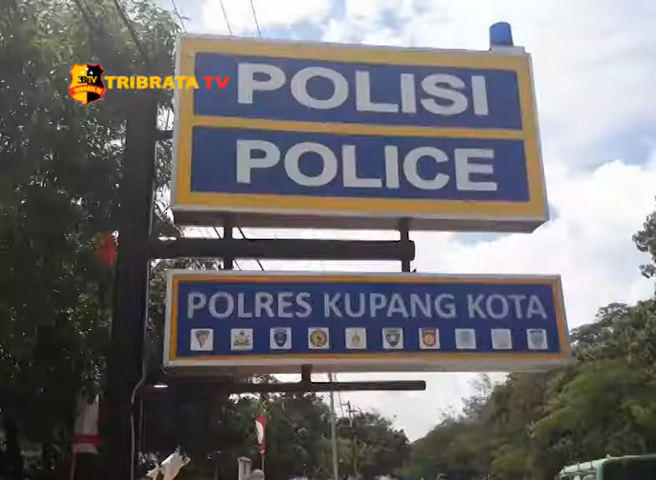 TRIBRATA TV
POLISI
POLICE
POLRES KUPANG KOTA